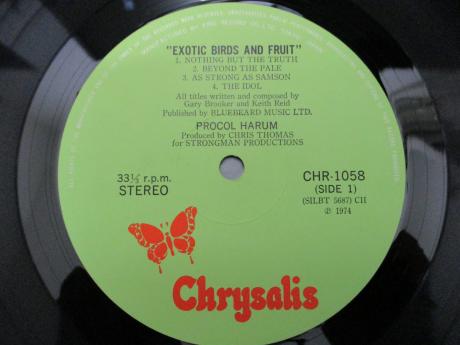 "EXOTIC BIRDS AND FRUIT"
1. NOTHING BUT THE TRUTH
2. BEYOND THE PALE
3. AS STRONG AS SAMSON
4. THE IDOL
All titles written and composed by
Gary Brooker and Keith Reid
Published by BLUEBEARD MUSIC LTD.
PROCOL HARUM
Produced by CHRIS THOMAS
for STRONGMAN PRODUCTIONS
33⅓ r.p.m.
STEREO
CHR-1058
(SIDE 1)
(SILBT 5687) CH
℗ 1974
Chrysalis